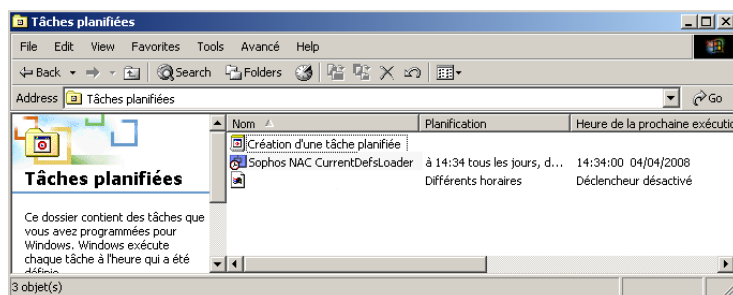 Tâches planifiées
File Edit View Favorites Tools Avancé Help
Back Search Folders
Address Tâches planifiées Go
Nom Planification Heure de la prochaine exécutio
Création d'une tâche planifiée
Sophos NAC CurrentDefsLoader à 14:34 tous les jours, d... 14:34:00 04/04/2008
Différents horaires Déclencheur désactivé
Tâches planifiées
Ce dossier contient des tâches que
vous avez programmées pour
Windows. Windows exécute
chaque tâche à l'heure qui a été
définie
3 objet(s)